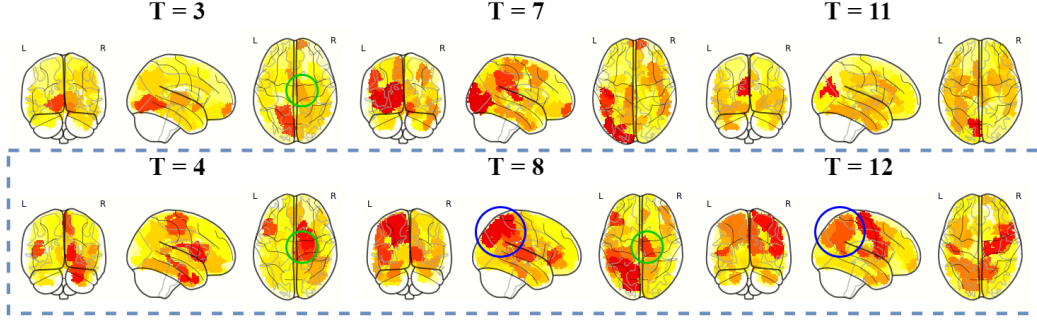 T = 3 T = 7 T = 11
L R L R L R L R L R L R
T = 4 T = 8 T = 12
L R L R L R L R L R L R